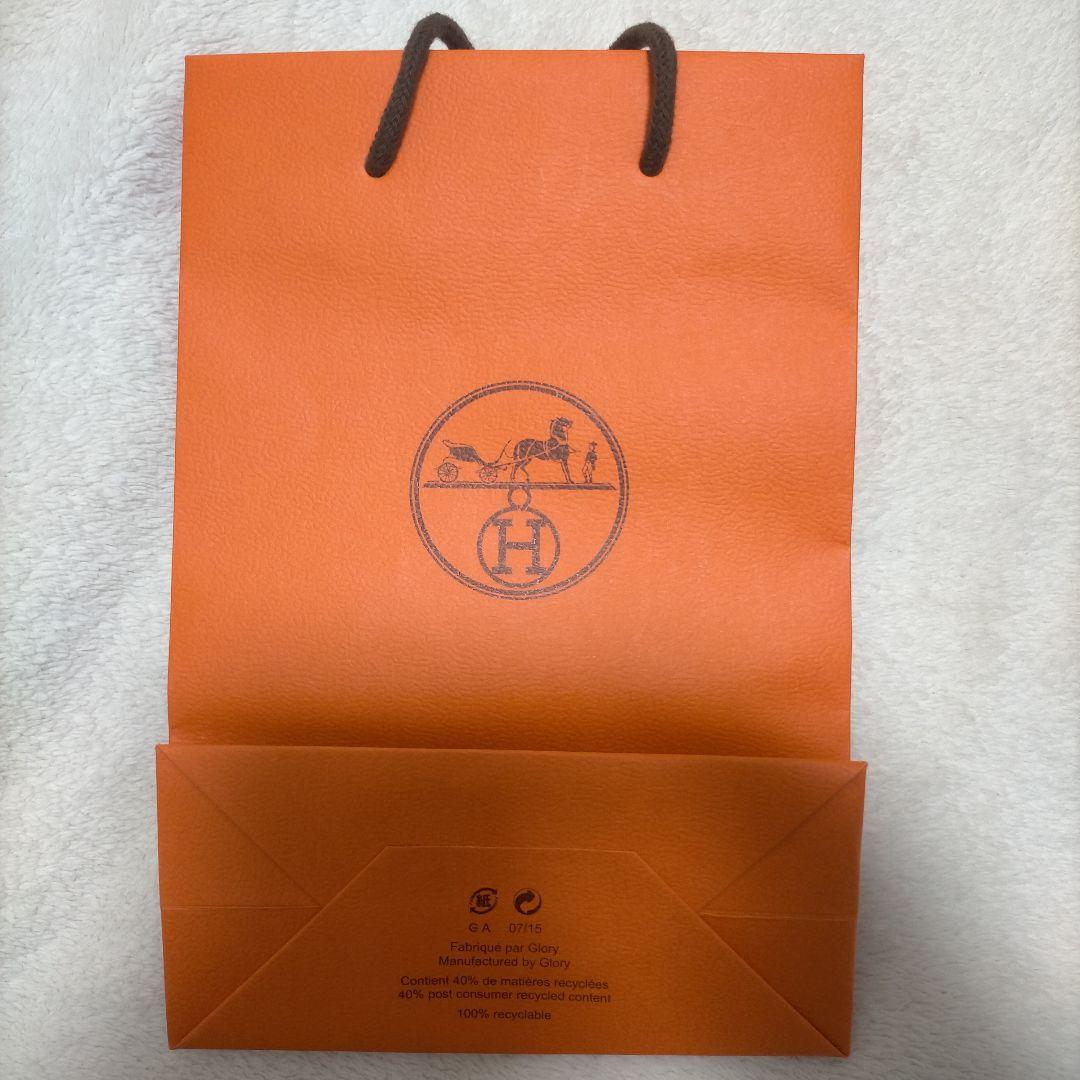 H
紙
G A 07/15
Fabriqué par Glory
Manufactured by Glory
Contient 40% de matières recyclées
40% post consumer recycled content
100% recyclable